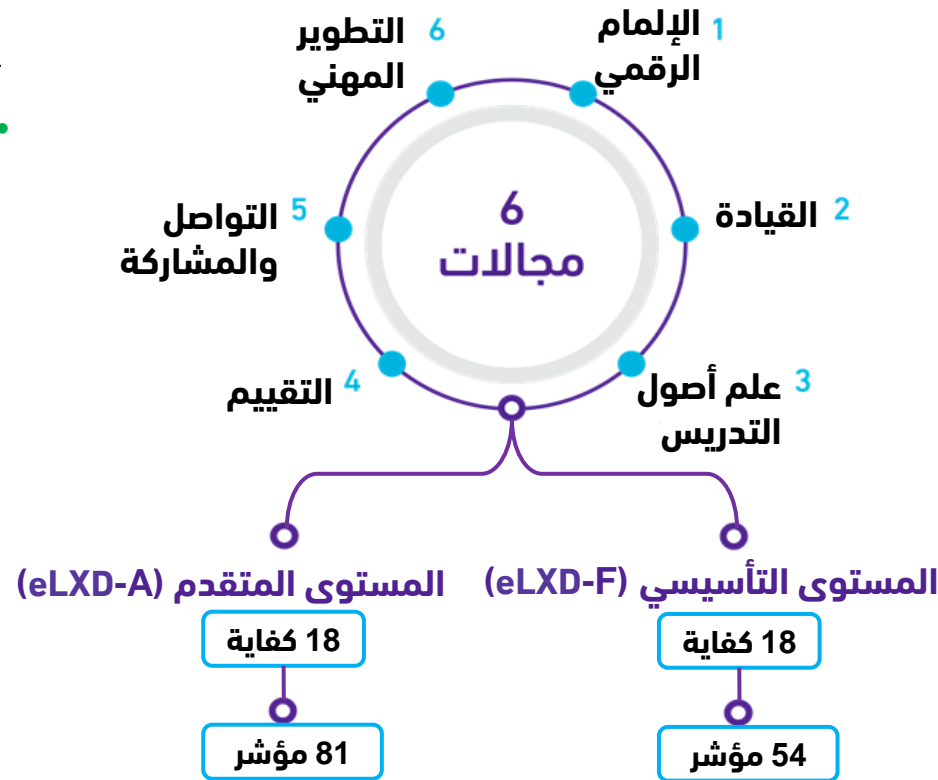 1 الإلمام
الرقمي
2 القيادة
3 علم أصول
التدريس
4 التقييم
5 التواصل
والمشاركة
6 التطوير
المهني
6
مجالات
المستوى التأسيسي (eLXD-F)
18 كفاية
54 مؤشر
المستوى المتقدم (eLXD-A)
18 كفاية
81 مؤشر